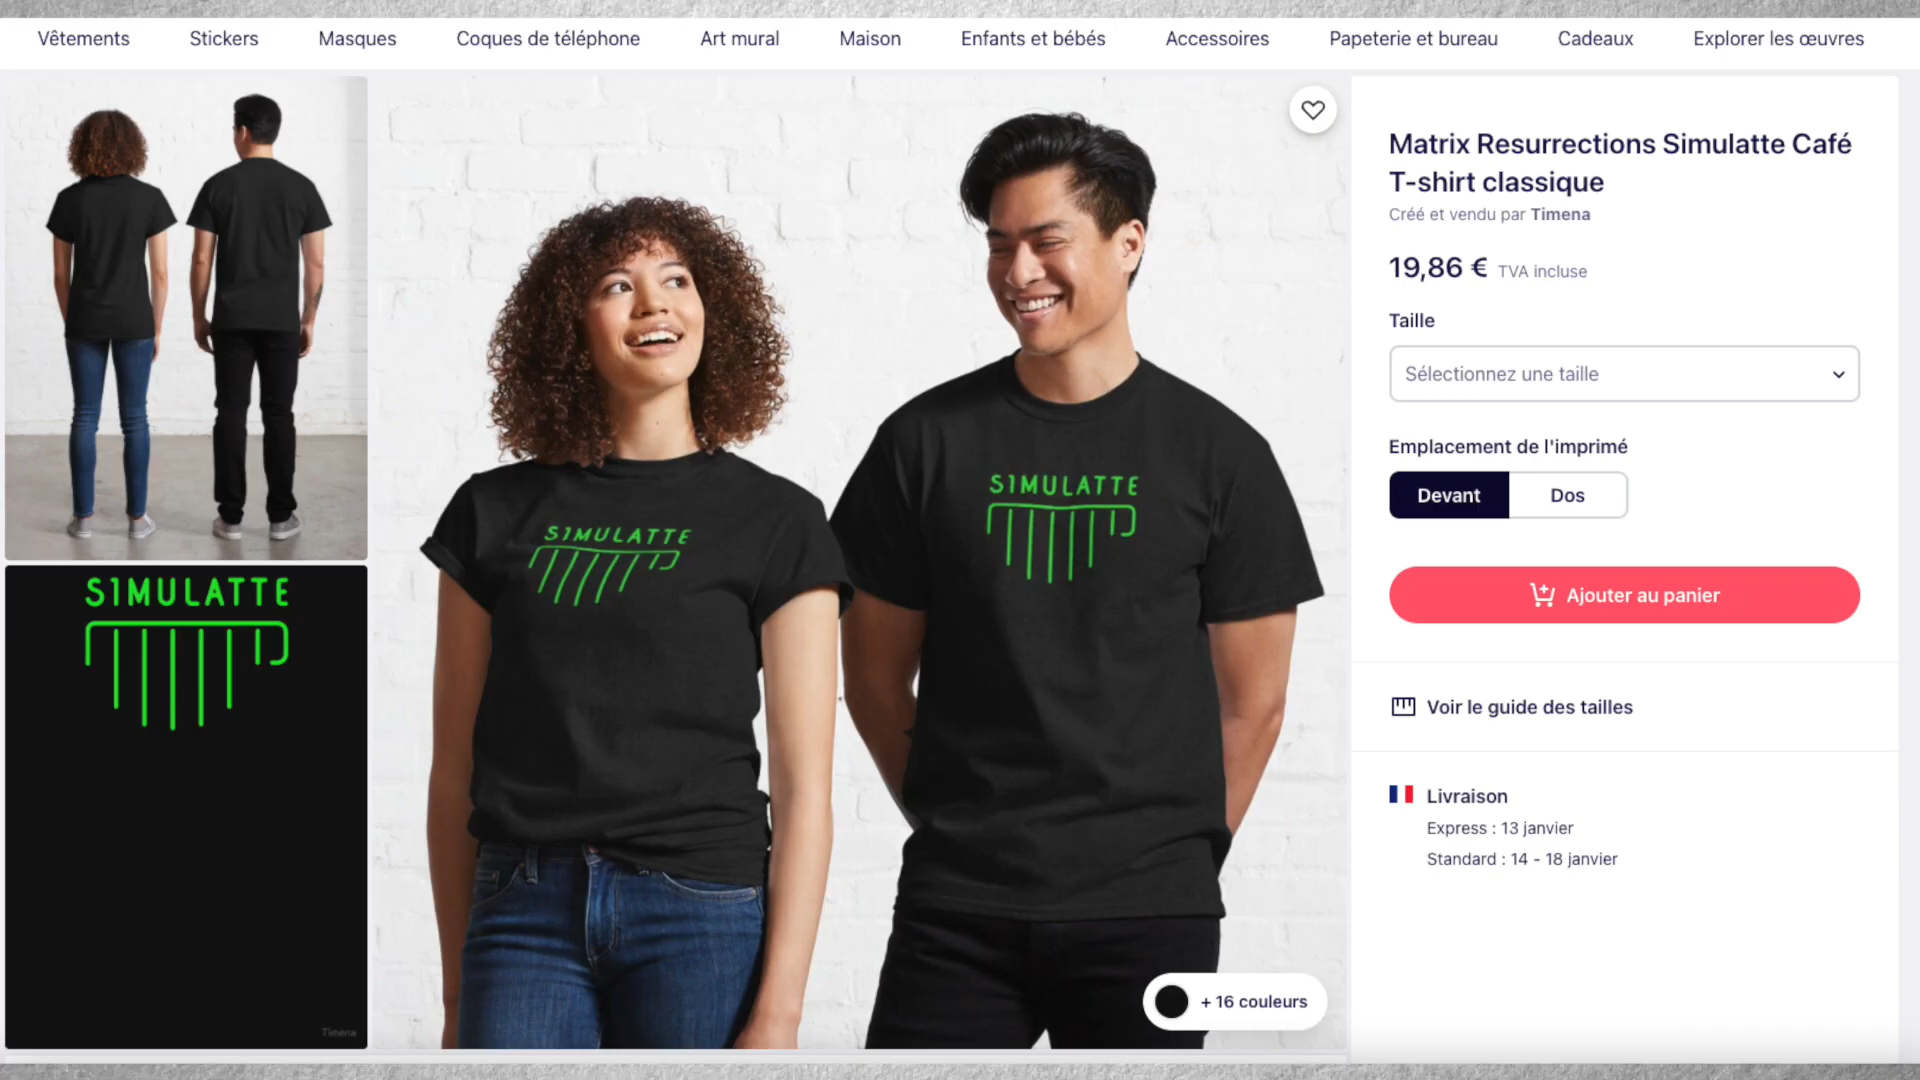 Vêtements Stickers Masques Coques de téléphone Art mural Maison Enfants et bébés Accessoires Papeterie et bureau Cadeaux Explorer les œuvres
SIMULATTE
Timena
SIMULATTE
SIMULATTE
+ 16 couleurs
Matrix Resurrections Simulatte Café
T-shirt classique
Créé et vendu par Timena
19,86 € TVA incluse
Taille
Sélectionnez une taille
Emplacement de l'imprimé
Devant Dos
Ajouter au panier
Voir le guide des tailles
Livraison
Express : 13 janvier
Standard : 14 - 18 janvier